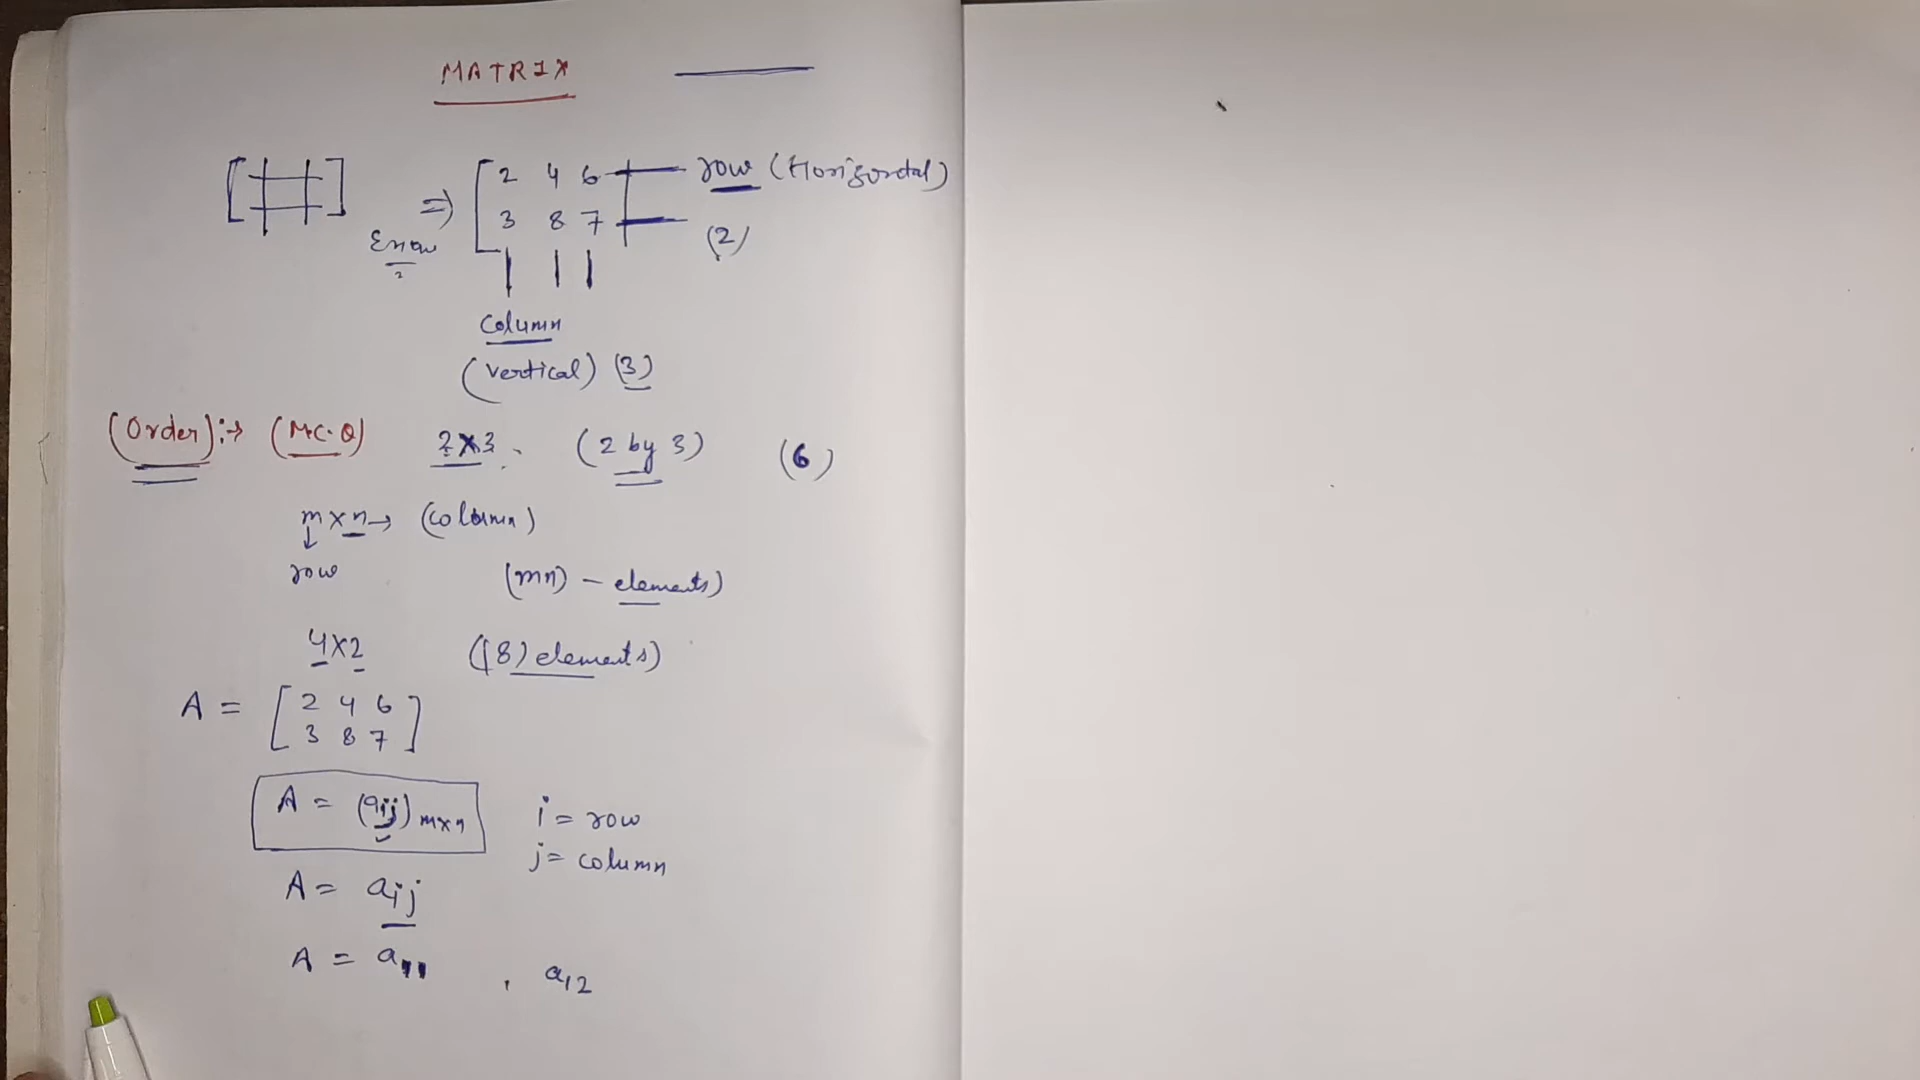 MATRIX
[ ] ⇒ [ 2 4 6 row (Horizontal)
3 8 7 (2)
Column
(vertical) (3)
(Order):→ (MCQ) 2×3. (2 by 3) (6)
m×n→ (column)
↓
row (mn) – elements)
4×2 ((8) elements)
A = [ 2 4 6
3 8 7 ]
A = (aij) m×n i = row
j= column
A = aij
A = a11 , a12